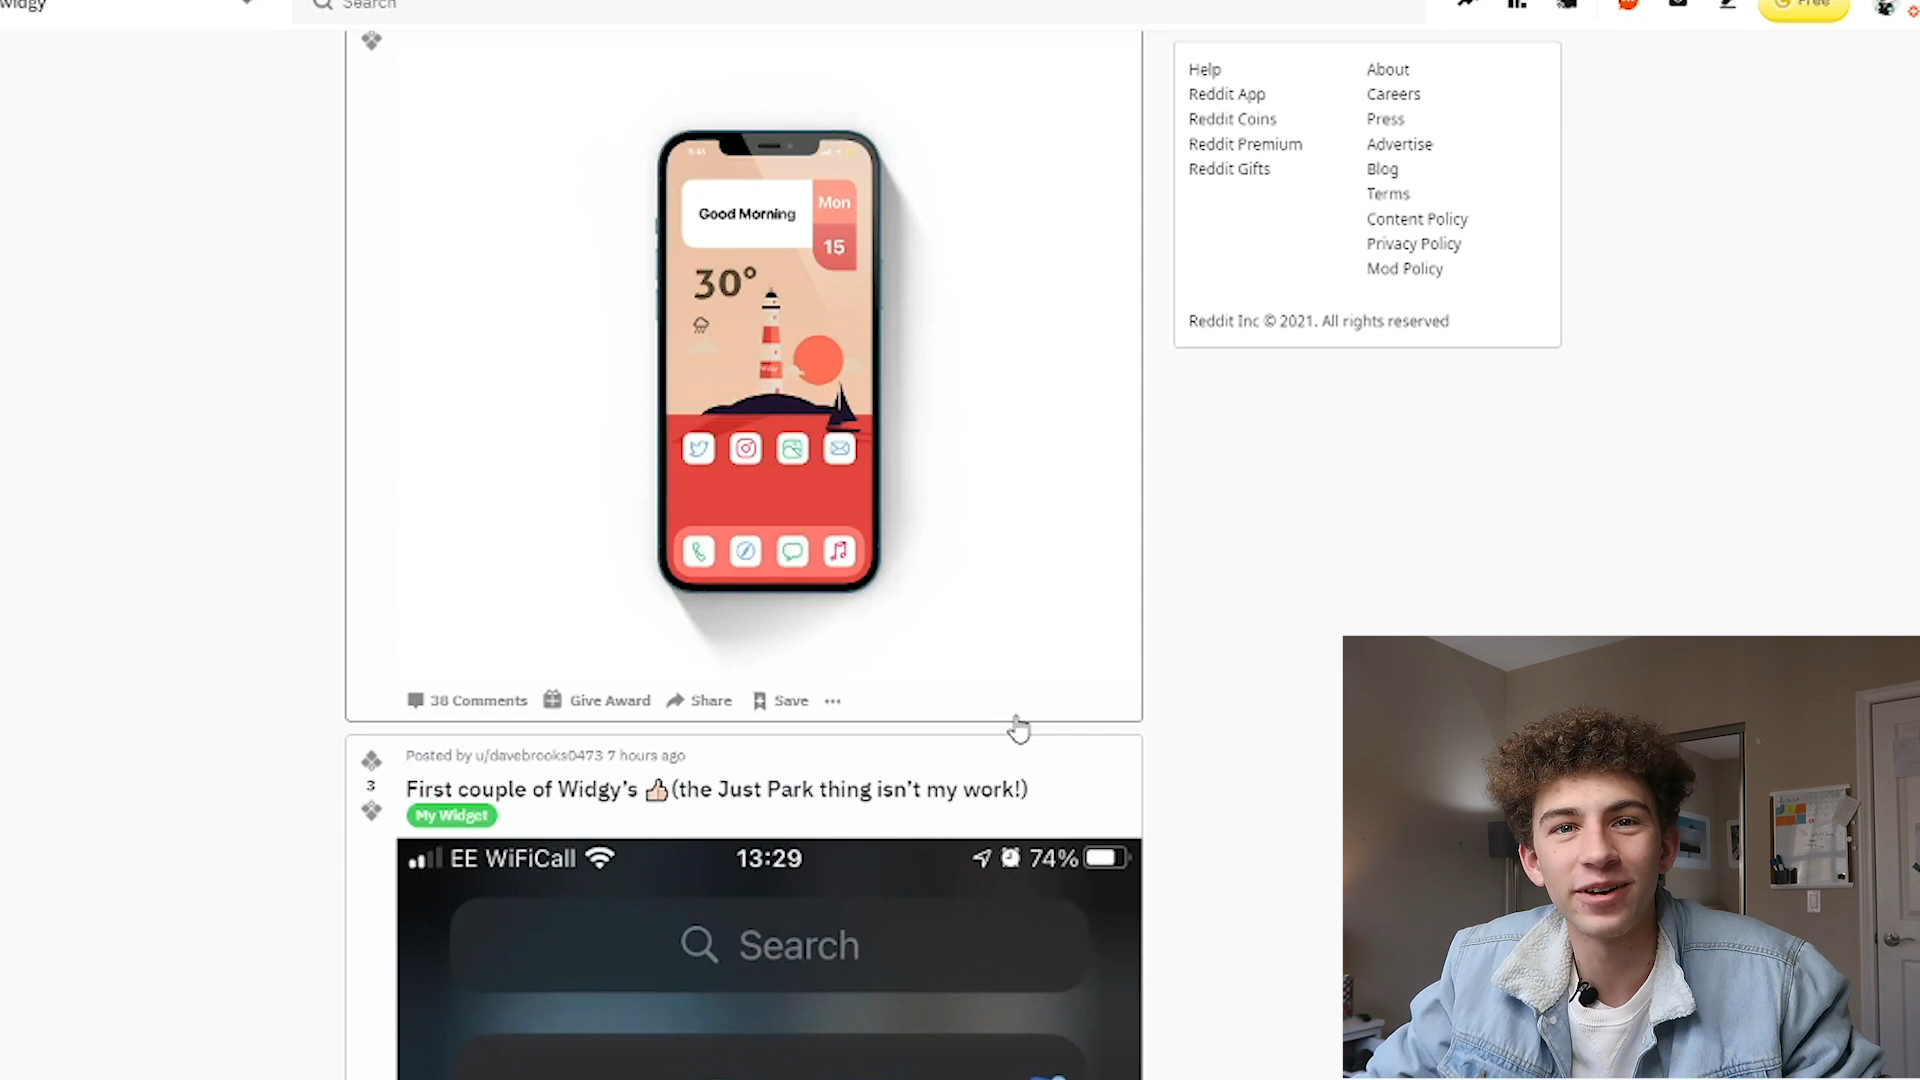 Widgy
Search
Free
Good Morning
Mon
15
30°
38 Comments
Give Award
Share
Save
Help
Reddit App
Reddit Coins
Reddit Premium
Reddit Gifts
About
Careers
Press
Advertise
Blog
Terms
Content Policy
Privacy Policy
Mod Policy
Reddit Inc © 2021. All rights reserved
Posted by u/davebrooks0473 7 hours ago
3
First couple of Widgy’s 👍🏻(the Just Park thing isn’t my work!)
My Widget
EE WiFiCall
13:29
74%
Search